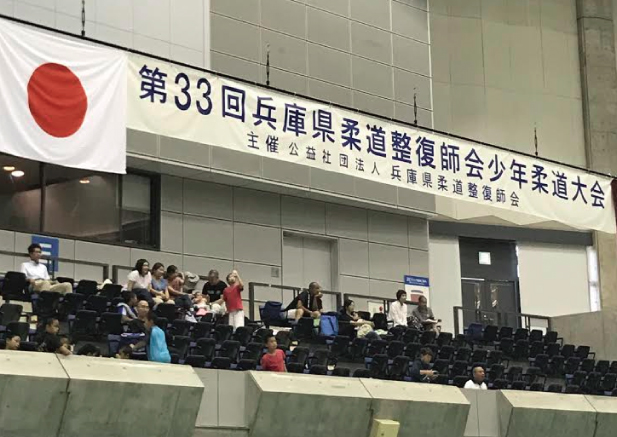 第33回兵庫県柔道整復師会少年柔道大会
主催 公益社団法人 兵庫県柔道整復師会